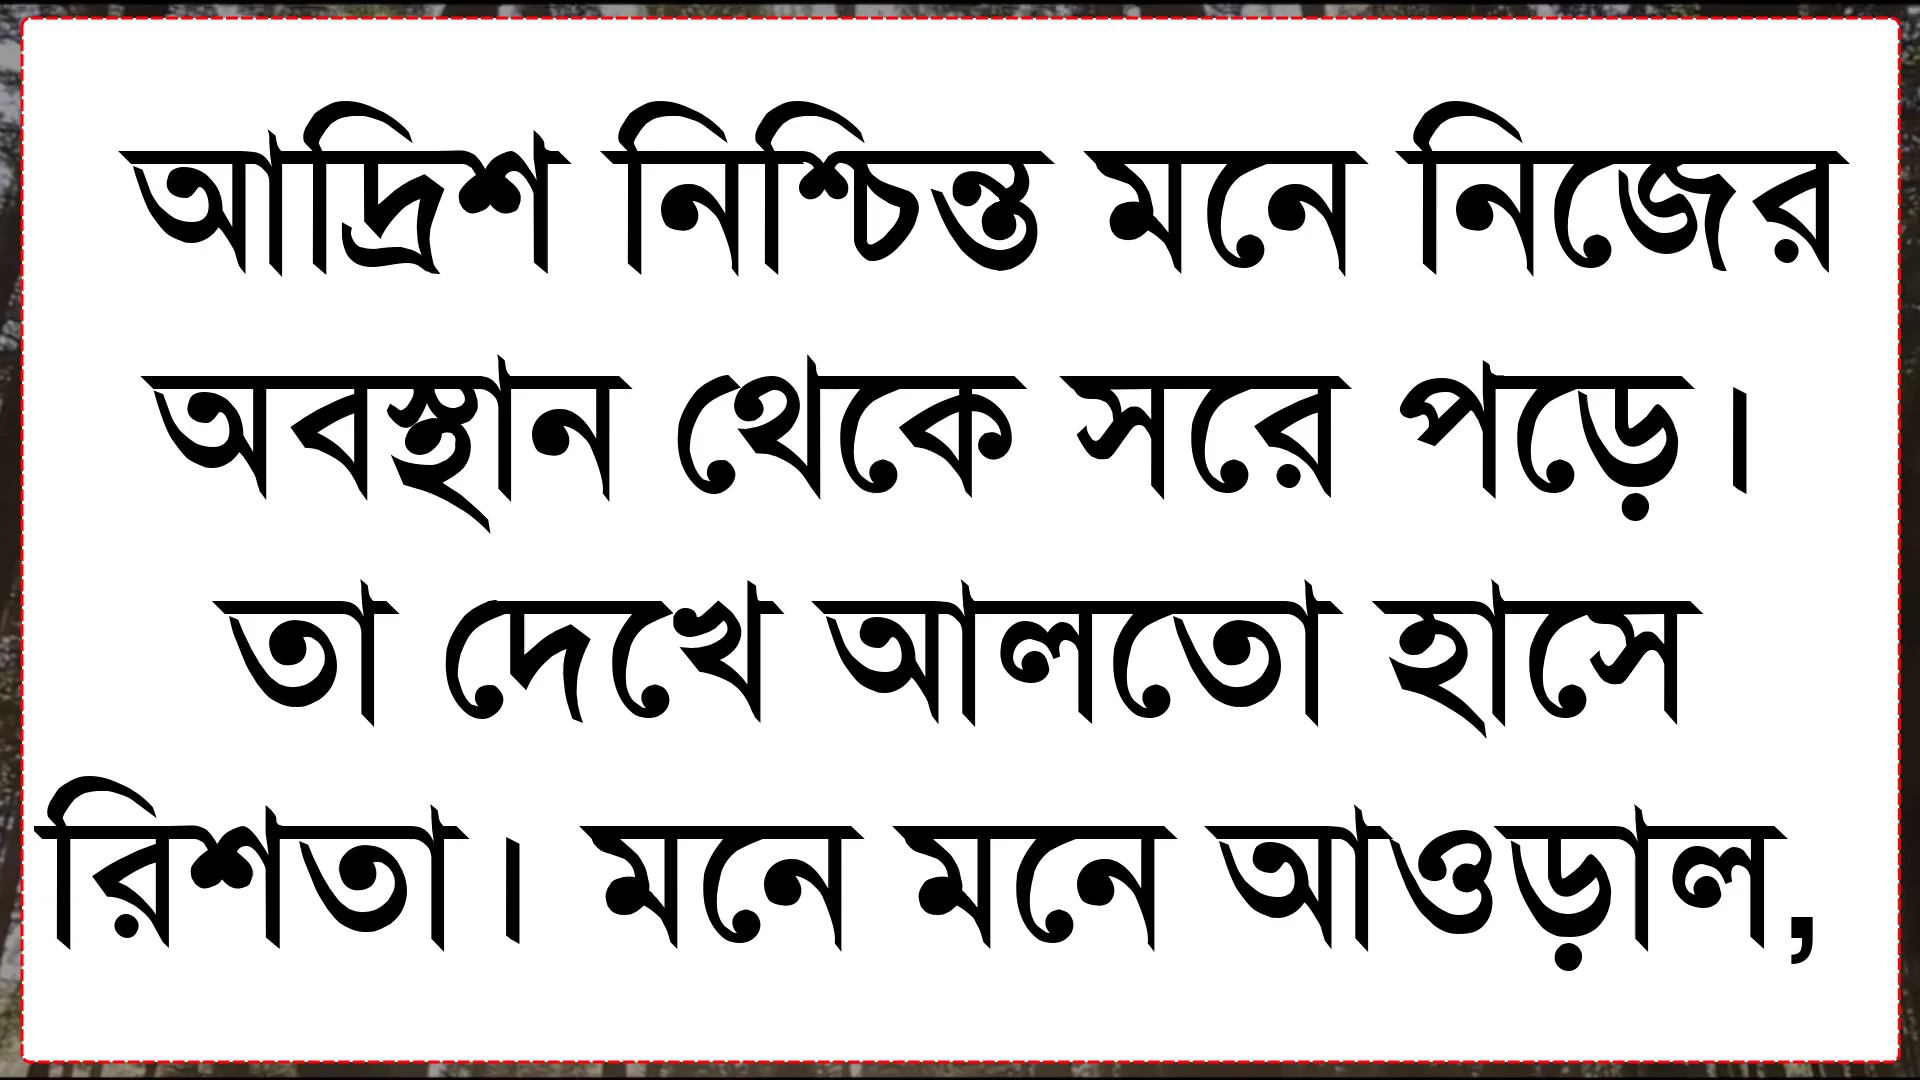 আদ্রিশ নিশ্চিন্ত মনে নিজের
অবস্থান থেকে সরে পড়ে।
তা দেখে আলতো হাসে
রিশতা। মনে মনে আওড়াল,